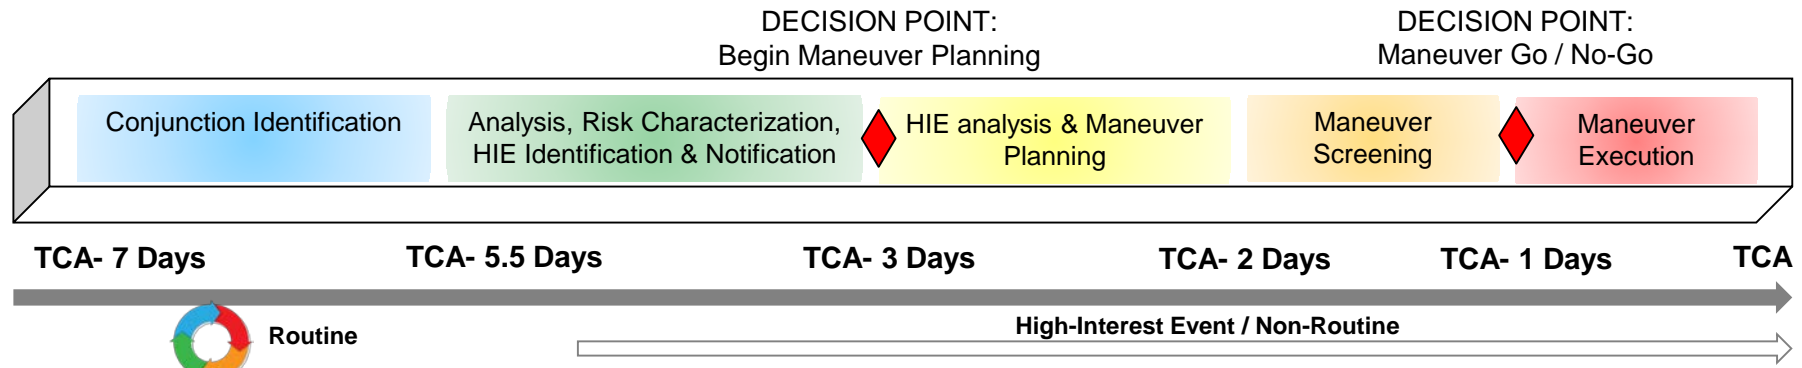 DECISION POINT:
Begin Maneuver Planning
DECISION POINT:
Maneuver Go / No-Go
Conjunction Identification
Analysis, Risk Characterization,
HIE Identification & Notification
HIE analysis & Maneuver
Planning
Maneuver
Screening
Maneuver
Execution
TCA- 7 Days
TCA- 5.5 Days
TCA- 3 Days
TCA- 2 Days
TCA- 1 Days
TCA
Routine
High-Interest Event / Non-Routine